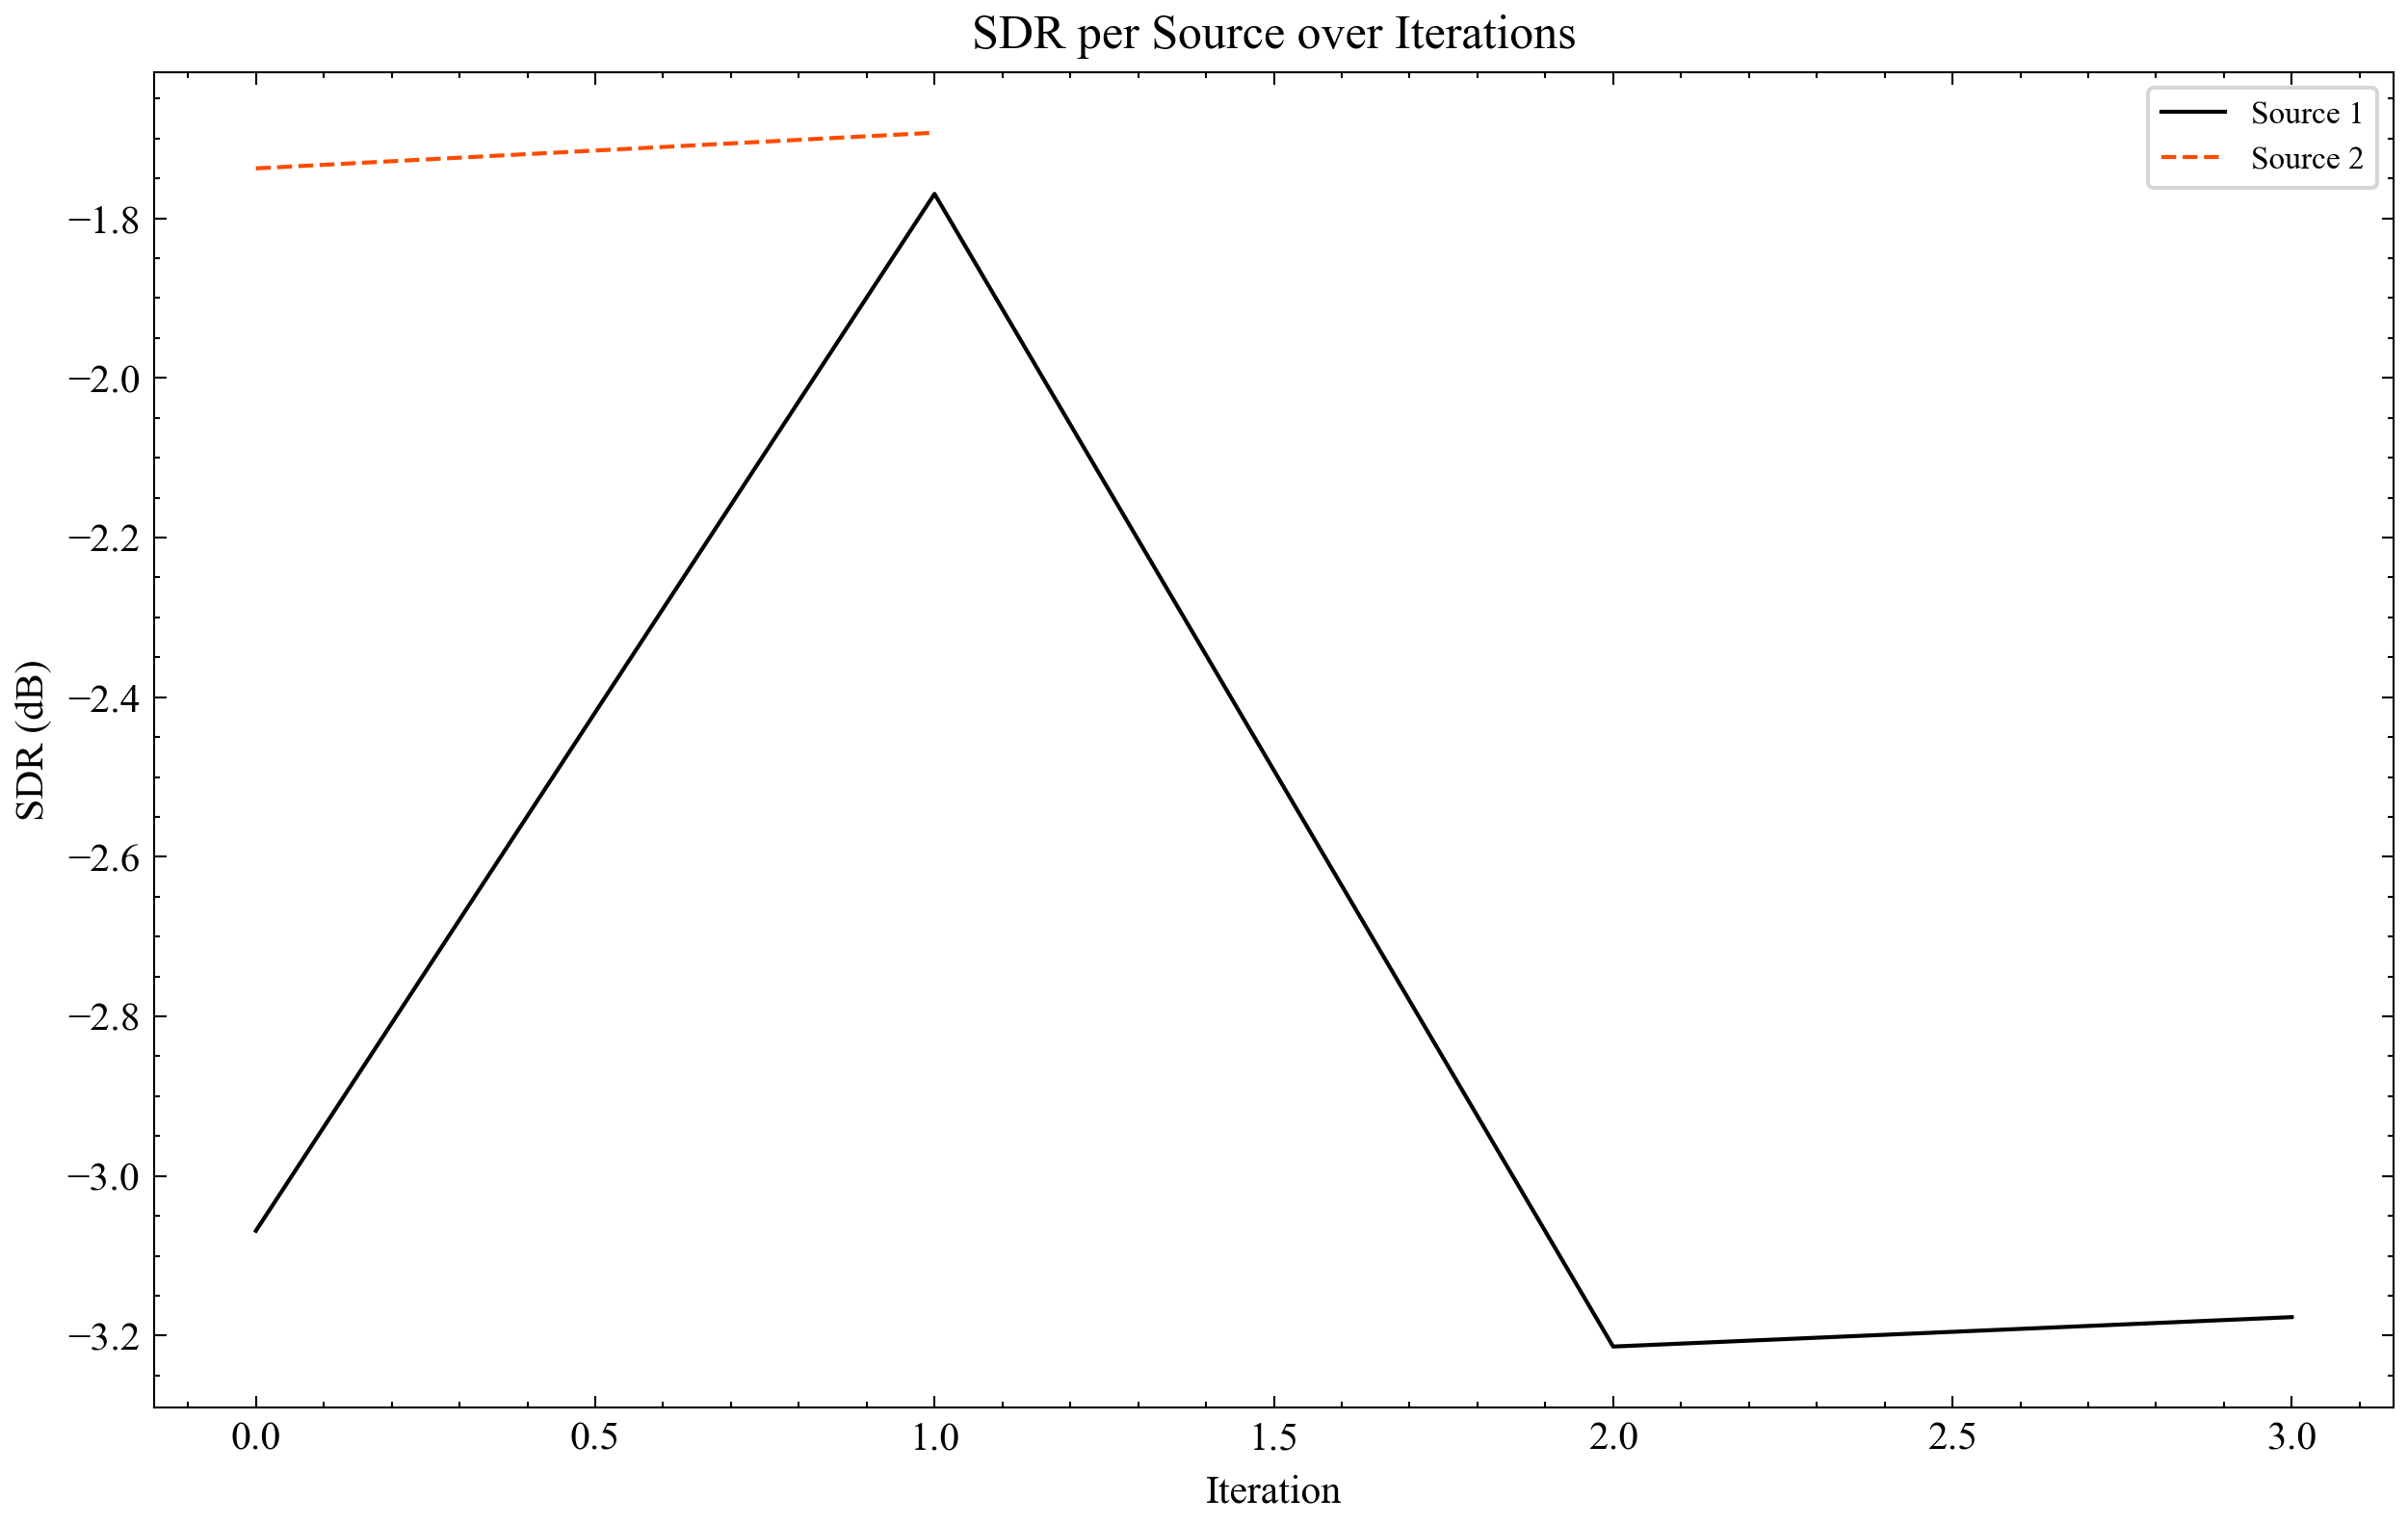 SDR per Source over Iterations
Source 1
Source 2
−1.8
−2.0
−2.2
−2.4
−2.6
−2.8
−3.0
−3.2
SDR (dB)
0.0 0.5 1.0 1.5 2.0 2.5 3.0
Iteration